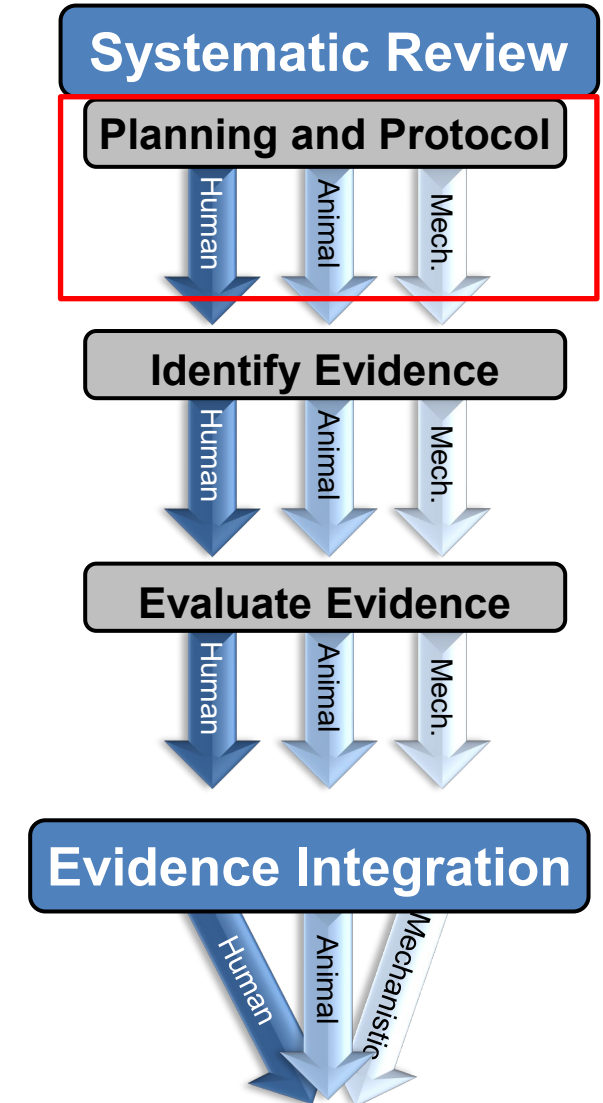 Systematic Review
Planning and Protocol
Human
Animal
Mech.
Identify Evidence
Human
Animal
Mech.
Evaluate Evidence
Human
Animal
Mech.
Evidence Integration
Human
Animal
Mechanistic